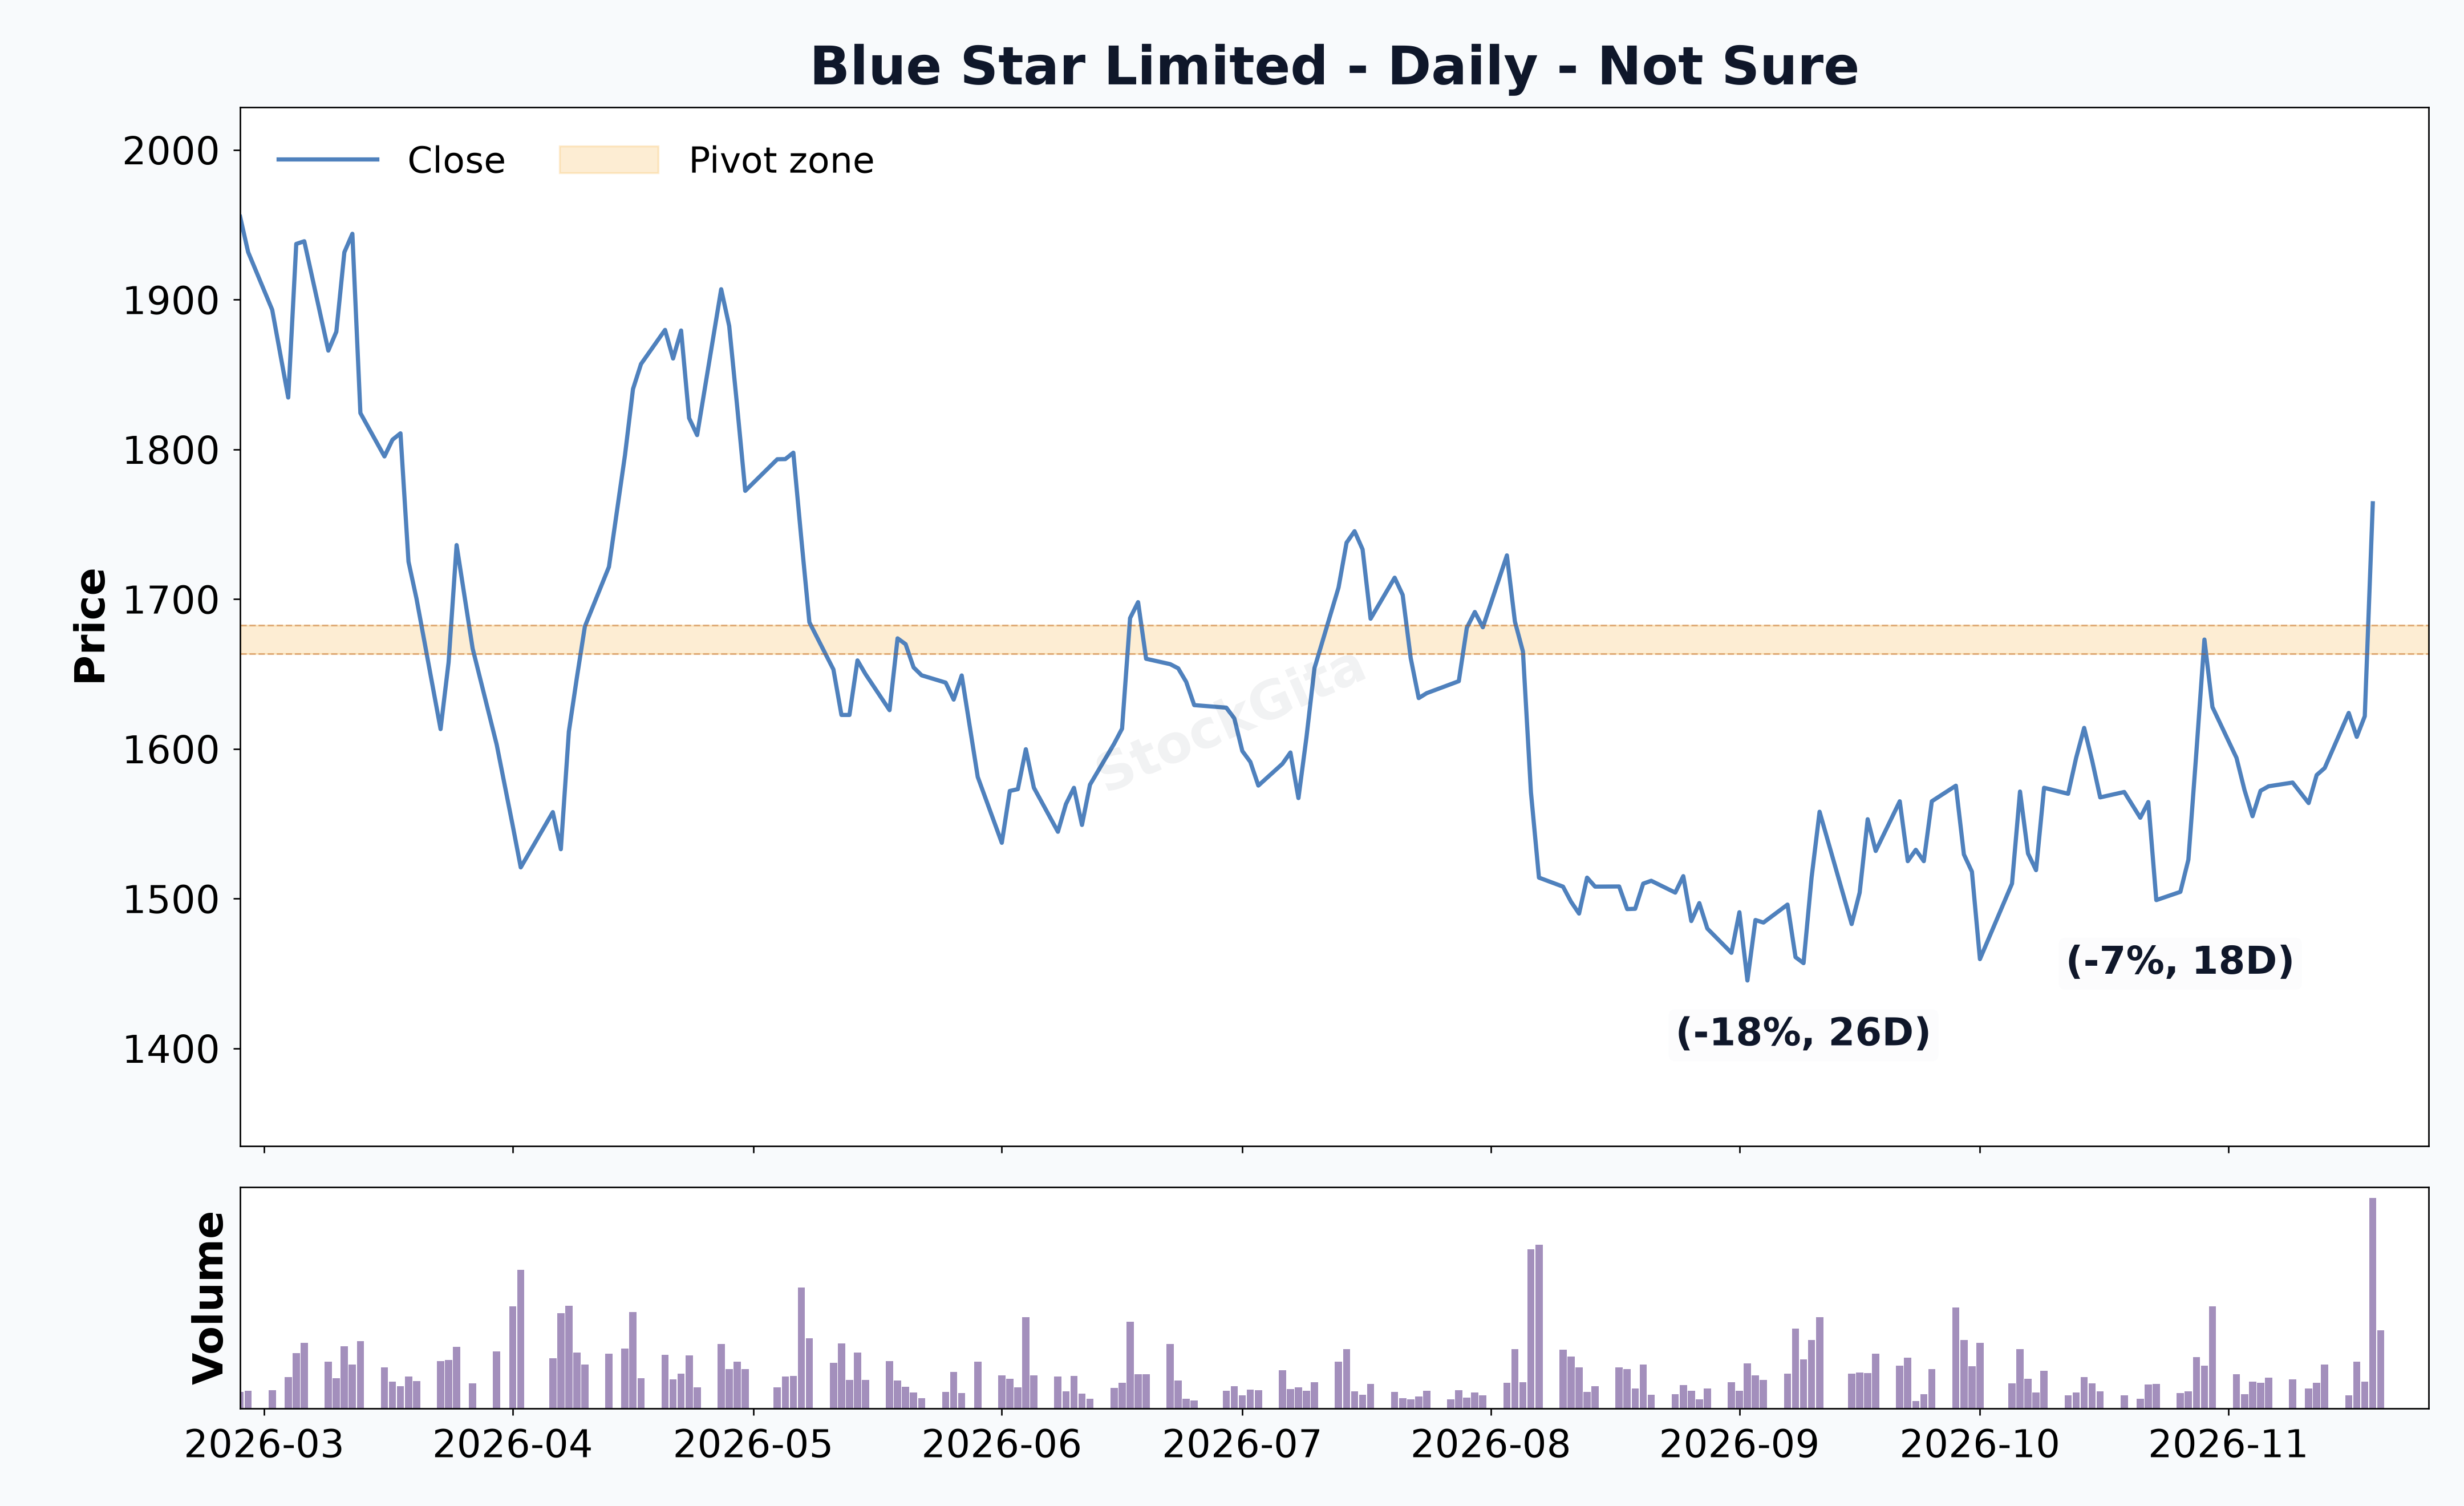 Blue Star Limited - Daily - Not Sure
Close
Pivot zone
2000
1900
1800
1700
1600
1500
1400
Price
StockGita
(-7%, 18D)
(-18%, 26D)
Volume
2026-03
2026-04
2026-05
2026-06
2026-07
2026-08
2026-09
2026-10
2026-11